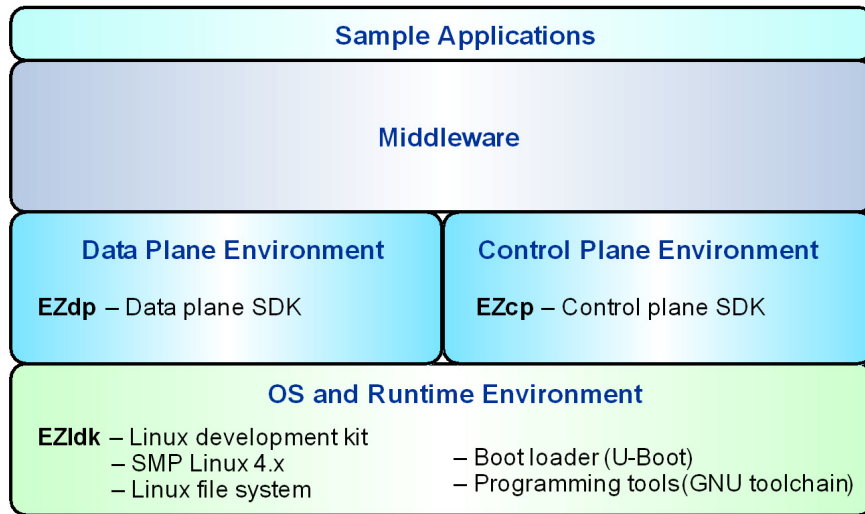 Sample Applications
Middleware
Data Plane Environment
EZdp – Data plane SDK
Control Plane Environment
EZcp – Control plane SDK
OS and Runtime Environment
EZldk – Linux development kit
– SMP Linux 4.x
– Linux file system
– Boot loader (U-Boot)
– Programming tools(GNU toolchain)